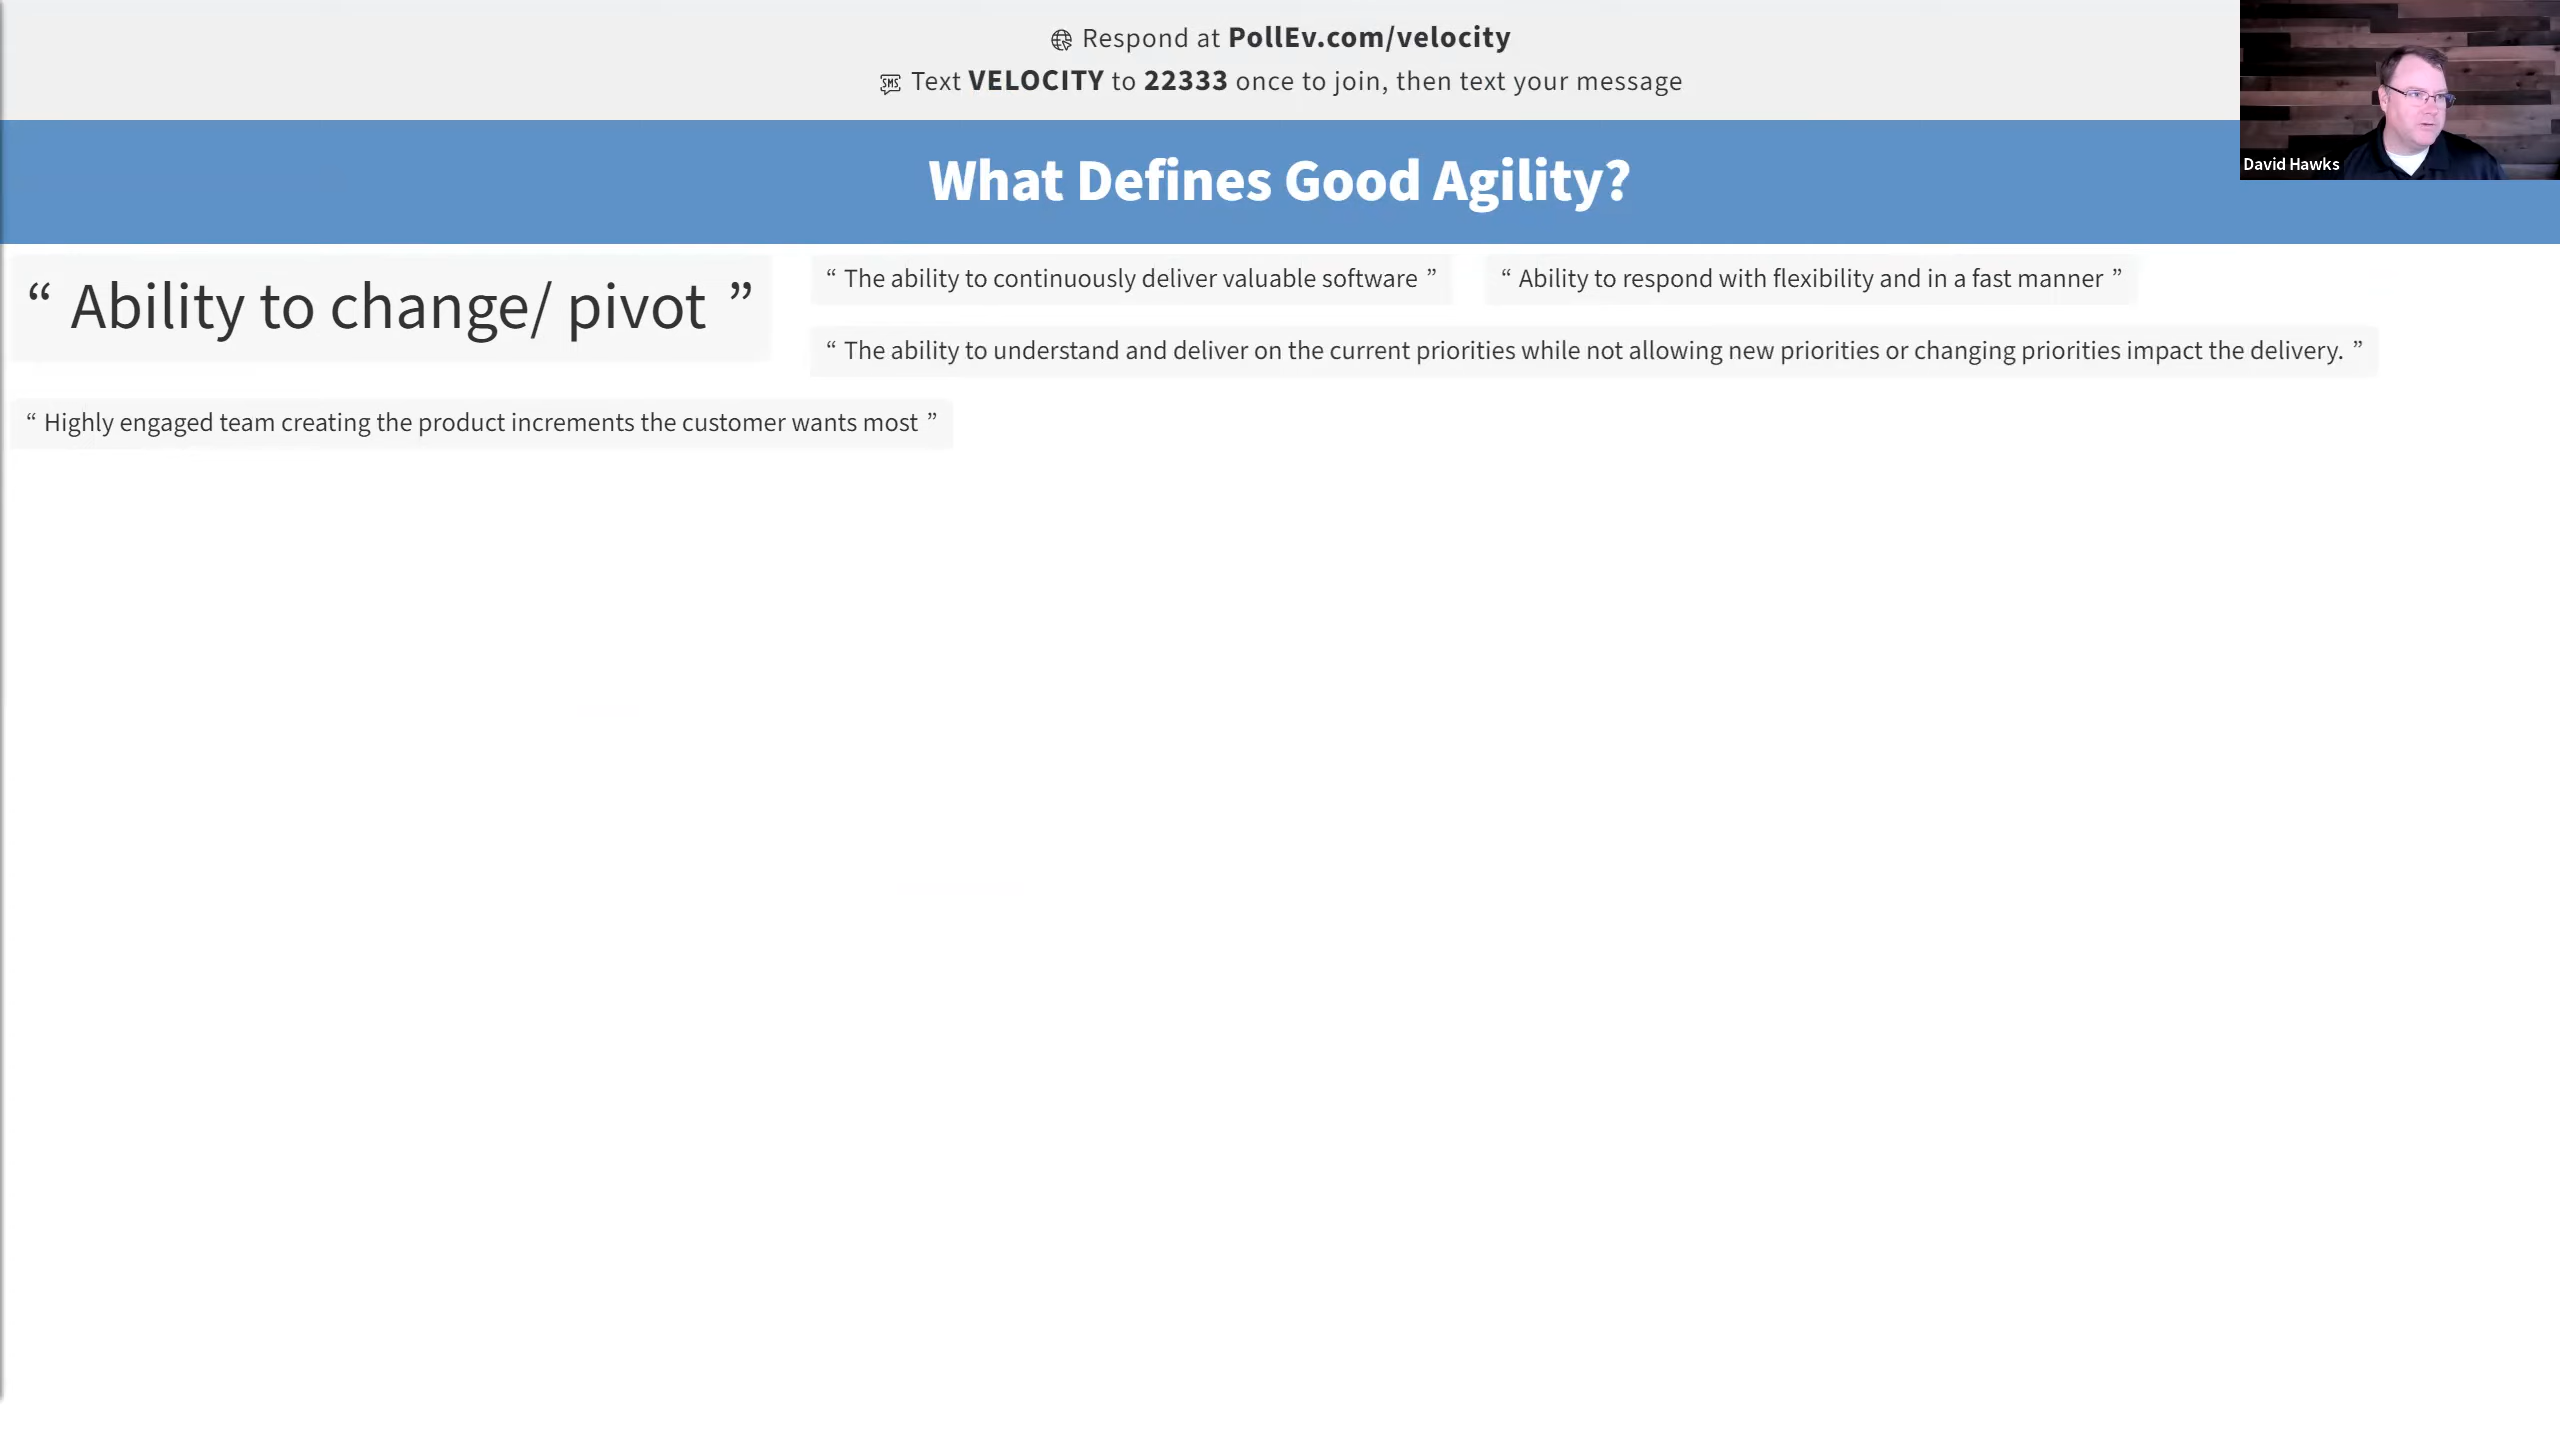 Respond at PollEv.com/velocity
SMS Text VELOCITY to 22333 once to join, then text your message
David Hawks
What Defines Good Agility?
“ Ability to change/ pivot ”
“ The ability to continuously deliver valuable software ”
“ Ability to respond with flexibility and in a fast manner ”
“ The ability to understand and deliver on the current priorities while not allowing new priorities or changing priorities impact the delivery. ”
“ Highly engaged team creating the product increments the customer wants most ”